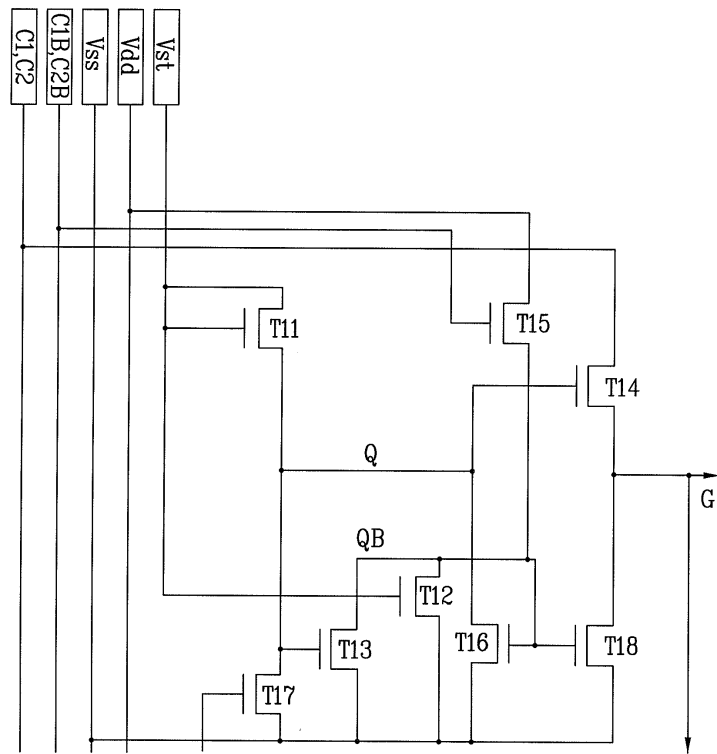 C1,C2
C1B,C2B
Vss
Vdd
Vst
T11
T15
T14
Q
G
QB
T12
T13
T16
T18
T17